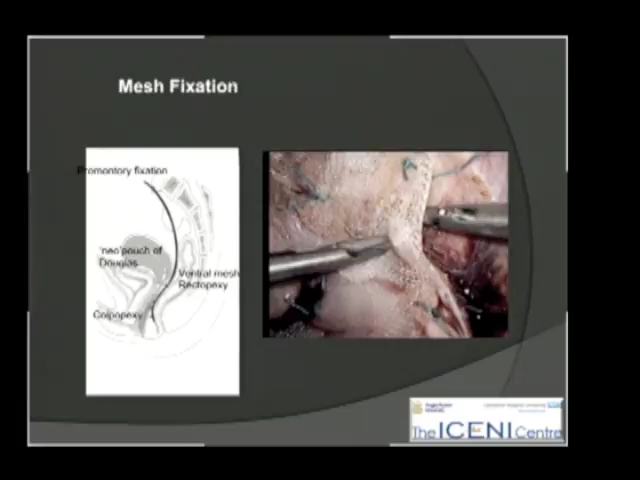 Mesh Fixation
Promontory fixation
'neo'pouch of
Douglas
Ventral mesh
Rectopexy
Colpopexy
The ICENI Centre